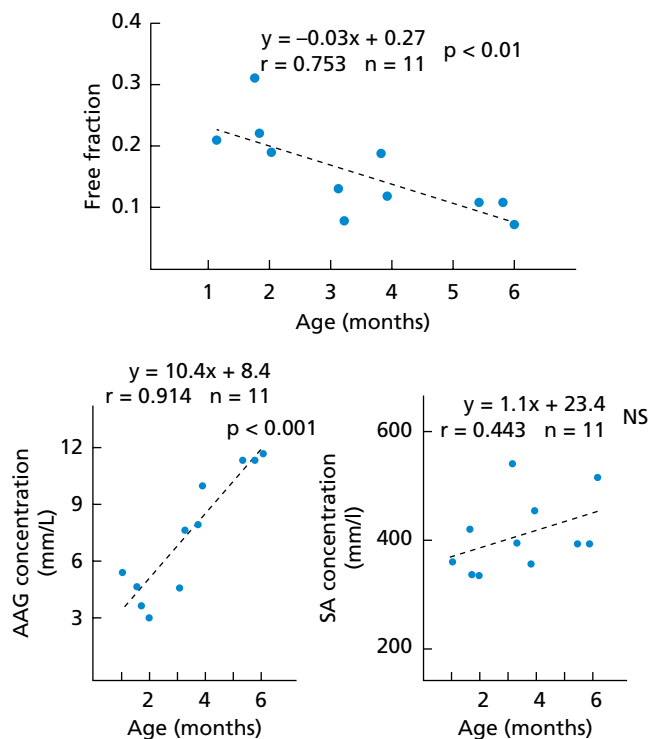 y = –0.03x + 0.27
r = 0.753 n = 11
p < 0.01
0.4
0.3
0.2
0.1
Free fraction
1 2 3 4 5 6
Age (months)
y = 10.4x + 8.4
r = 0.914 n = 11
p < 0.001
12
9
6
3
AAG concentration
(mm/L)
2 4 6
Age (months)
y = 1.1x + 23.4
NS
r = 0.443 n = 11
600
400
200
SA concentration
(mm/l)
2 4 6
Age (months)